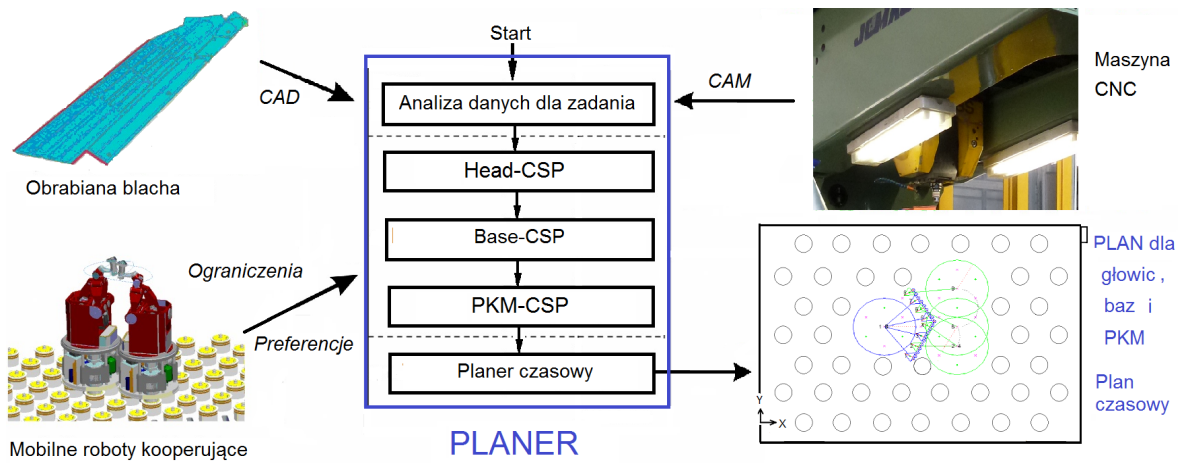 Start
CAD
CAM
Maszyna
CNC
Analiza danych dla zadania
Obrabiana blacha
Head-CSP
Base-CSP
PKM-CSP
Planer czasowy
Ograniczenia
Preferencje
Mobilne roboty kooperujące
PLANER
PLAN dla
głowic ,
baz i
PKM
Plan
czasowy
Y
X